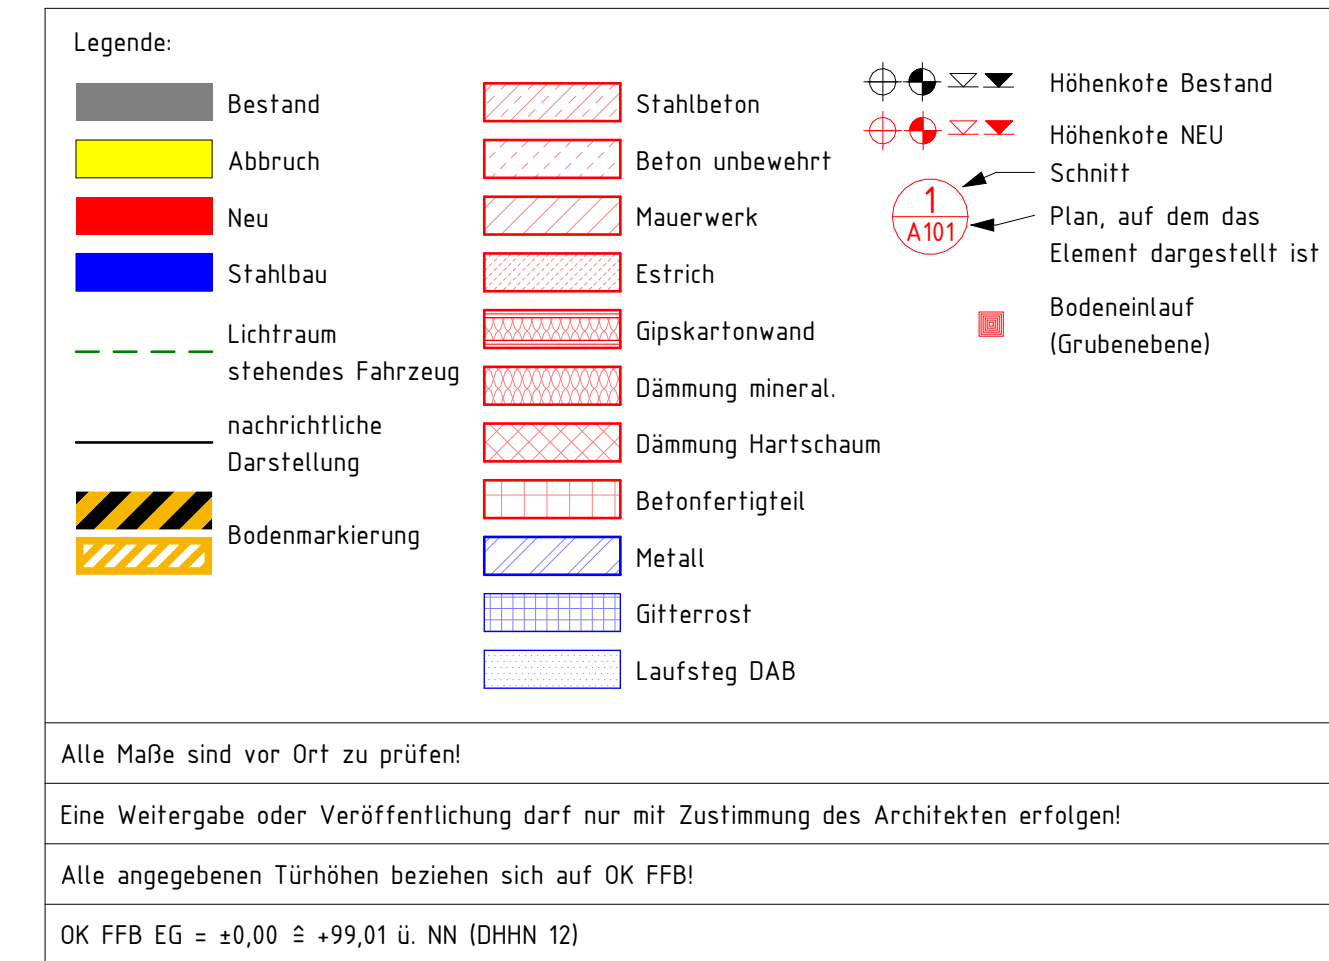 Legende:
Bestand
Abbruch
Neu
Stahlbau
Lichtraum
stehendes Fahrzeug
nachrichtliche
Darstellung
Bodenmarkierung
Stahlbeton
Beton unbewehrt
Mauerwerk
Estrich
Gipskartonwand
Dämmung mineral.
Dämmung Hartschaum
Betonfertigteil
Metall
Gitterrost
Laufsteg DAB
Höhenkote Bestand
Höhenkote NEU
Schnitt
1
A101
Plan, auf dem das
Element dargestellt ist
Bodeneinlauf
(Grubenebene)
Alle Maße sind vor Ort zu prüfen!
Eine Weitergabe oder Veröffentlichung darf nur mit Zustimmung des Architekten erfolgen!
Alle angegebenen Türhöhen beziehen sich auf OK FFB!
OK FFB EG = ±0,00 ≙ +99,01 ü. NN (DHHN 12)